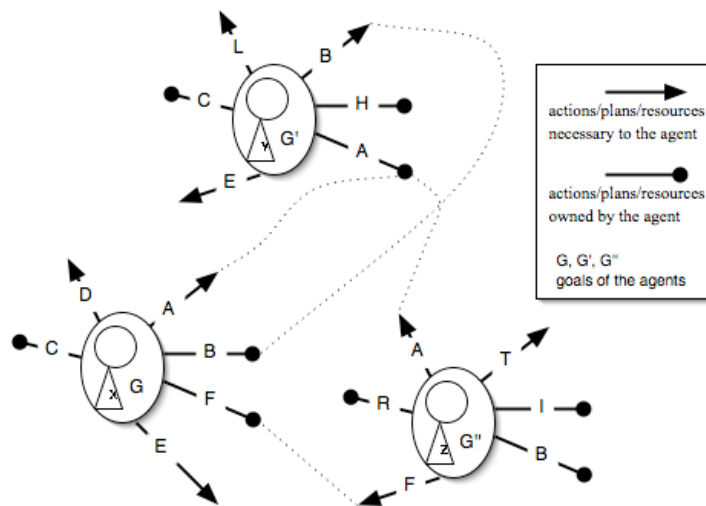 L
B
C
H
Y
G'
A
E
actions/plans/resources
necessary to the agent
actions/plans/resources
owned by the agent
G, G', G''
goals of the agents
D
A
C
B
X
G
F
E
A
T
R
I
Z
G''
B
F